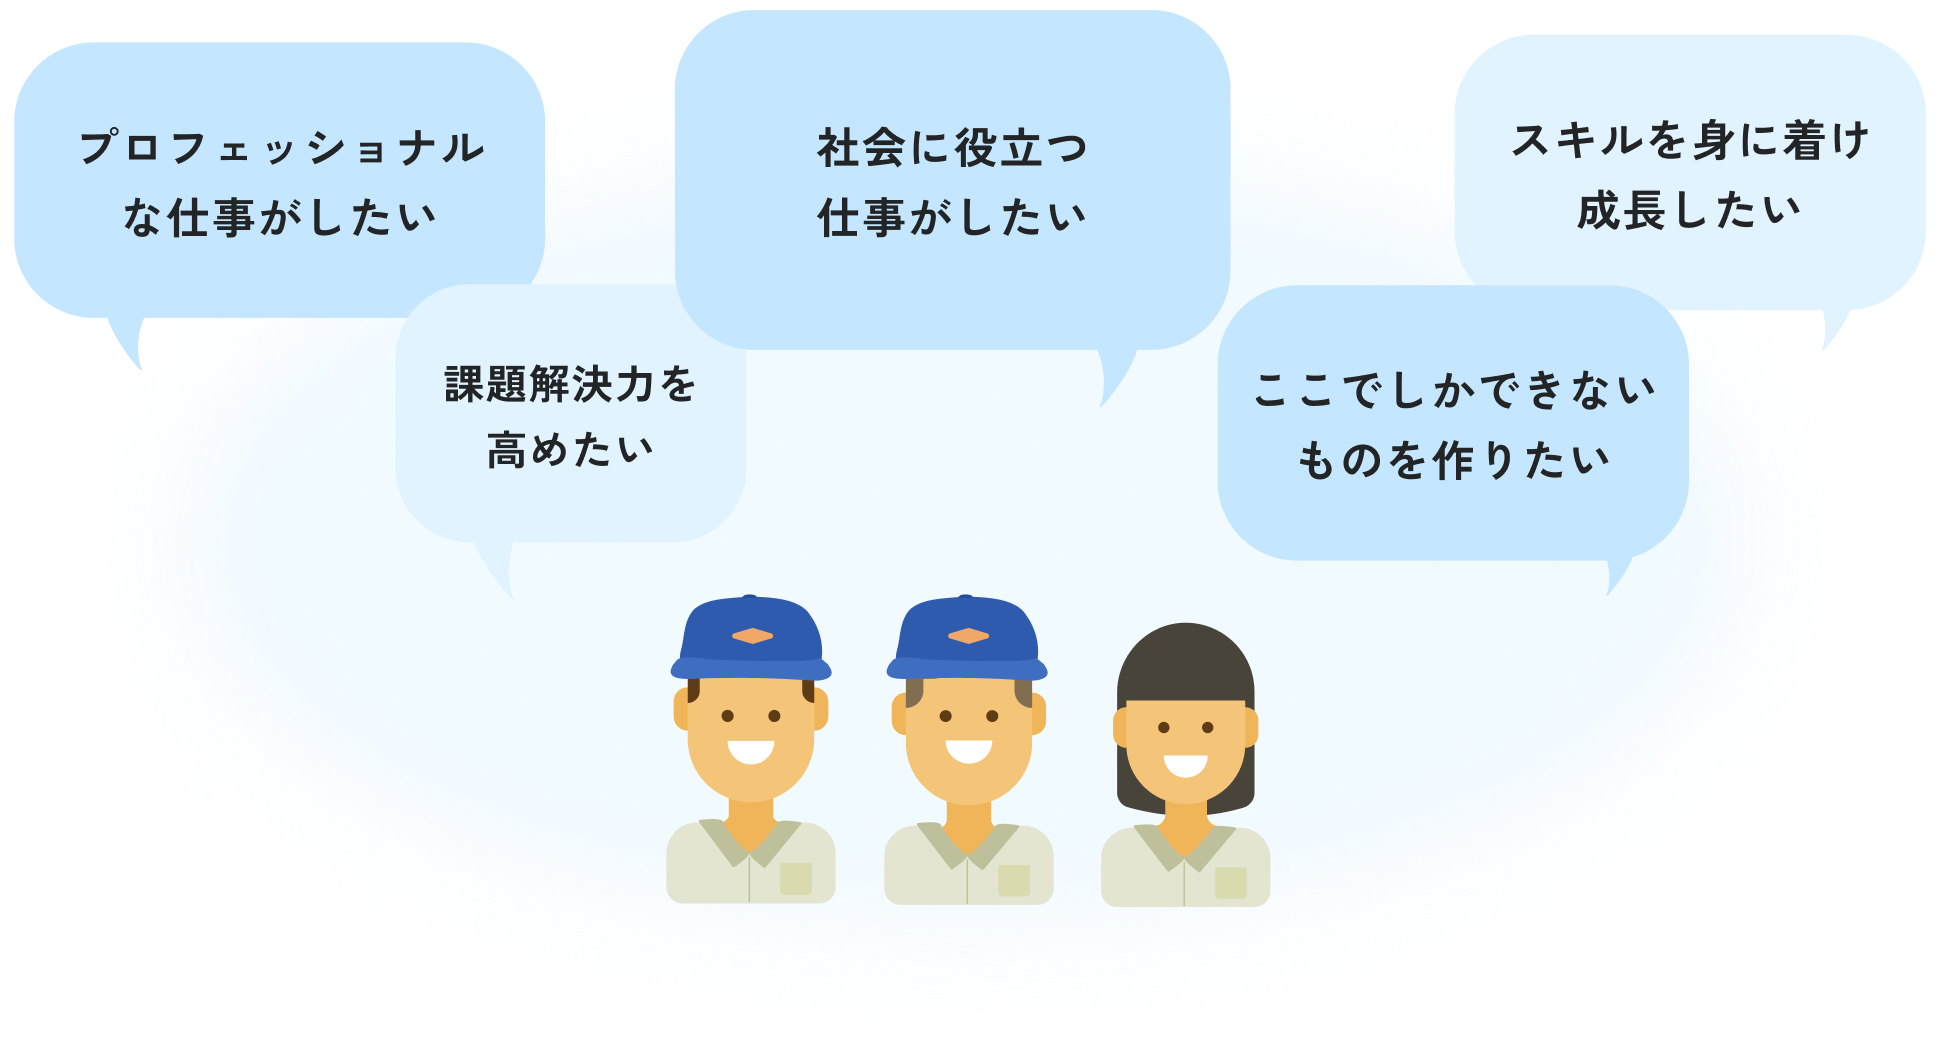 プロフェッショナル
な仕事がしたい
社会に役立つ
仕事がしたい
スキルを身に着け
成長したい
課題解決力を
高めたい
ここでしかできない
ものを作りたい